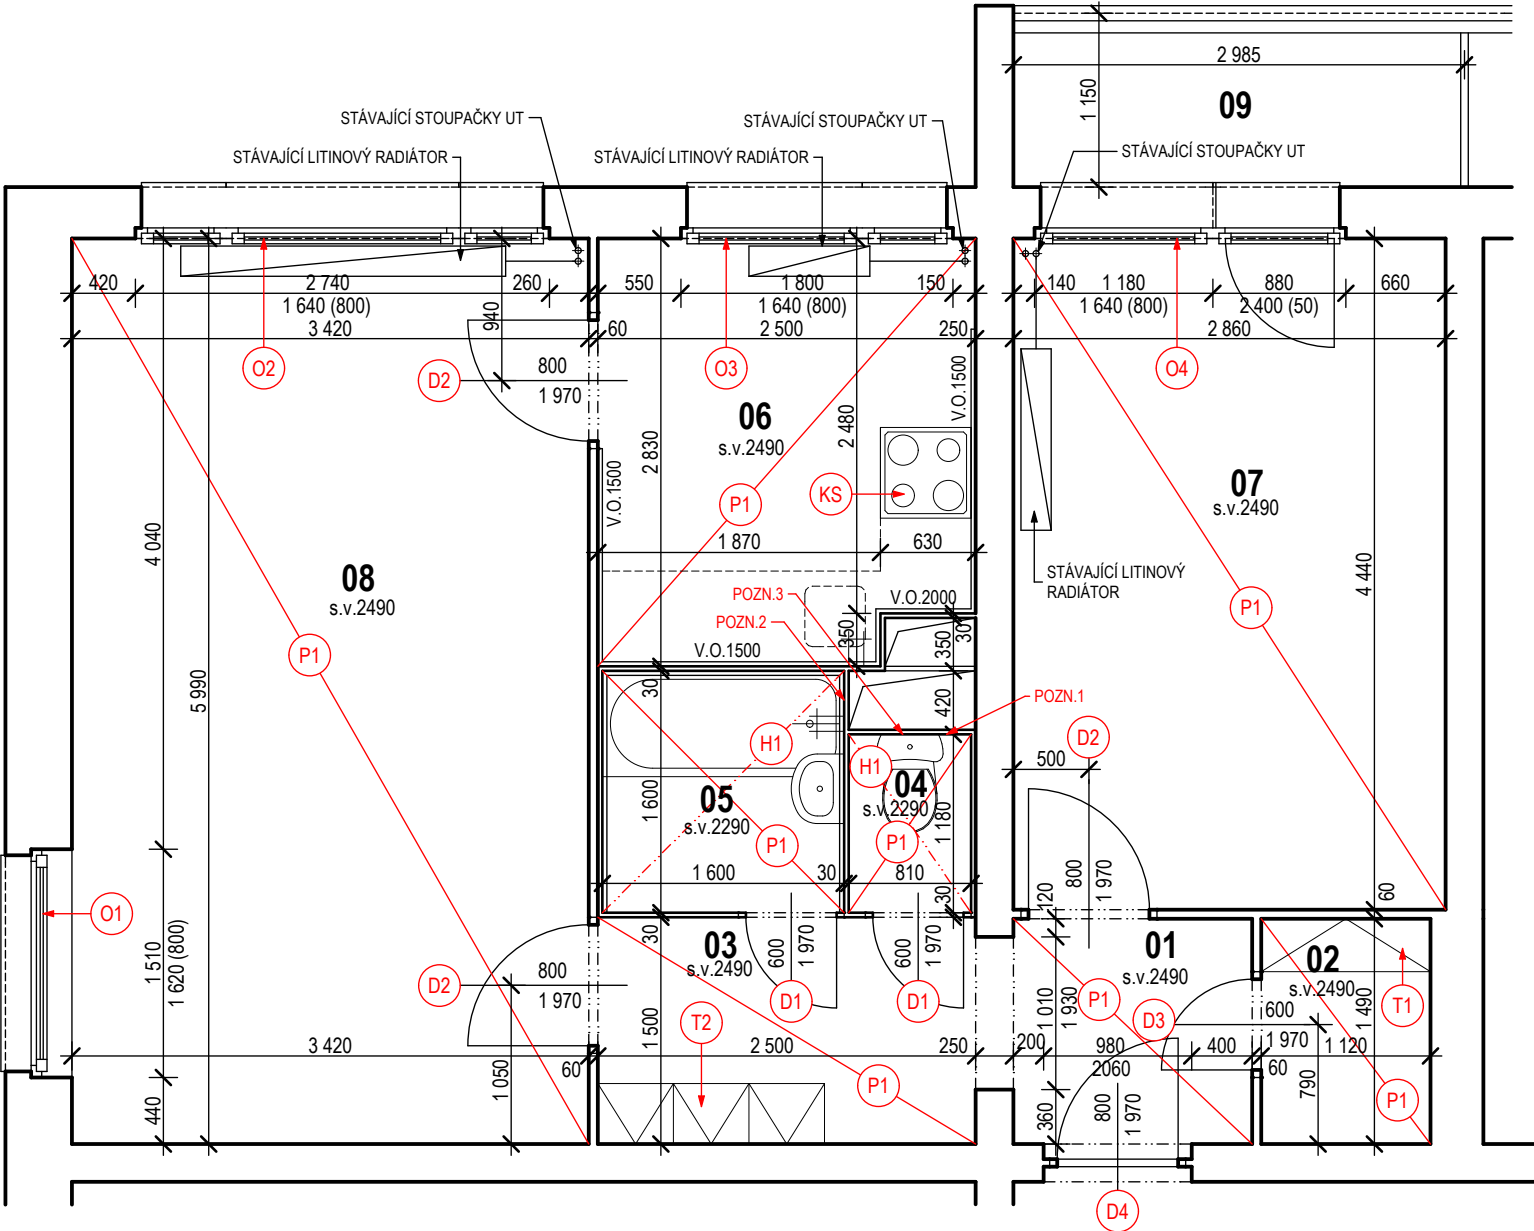 2 985
1 150
09
STÁVAJÍCÍ STOUPAČKY UT
STÁVAJÍCÍ STOUPAČKY UT
STÁVAJÍCÍ LITINOVÝ RADIÁTOR
STÁVAJÍCÍ LITINOVÝ RADIÁTOR
STÁVAJÍCÍ STOUPAČKY UT
420
2 740
260
550
1 800
150
140
1 180
880
660
1 640 (800)
1 640 (800)
1 640 (800)
2 400 (50)
940
3 420
60
2 500
250
2 860
O2
D2
800
1 970
O3
O4
V.O.1500
06
s.v.2490
2 480
2 830
V.O.1500
P1
KS
07
s.v.2490
4 040
1 870
630
4 440
08
s.v.2490
STÁVAJÍCÍ LITINOVÝ
RADIÁTOR
POZN.3
V.O.2000
P1
POZN.2
350
30
350
P1
V.O.1500
5 990
30
420
POZN.1
H1
H1
D2
500
05
s.v.2290
04
s.v.2290
1 600
1 180
P1
P1
1 600
30
810
800
1 970
30
120
60
O1
1 510
1 620 (800)
30
03
s.v.2490
600
1 970
600
1 970
01
s.v.2490
02
s.v.2490
D2
800
1 970
D1
D1
P1
D3
600
1 970
T1
T2
1 500
1 010
1 930
1 490
3 420
60
2 500
250
200
980
2060
400
60
1 120
440
1 050
P1
360
800
1 970
790
P1
D4